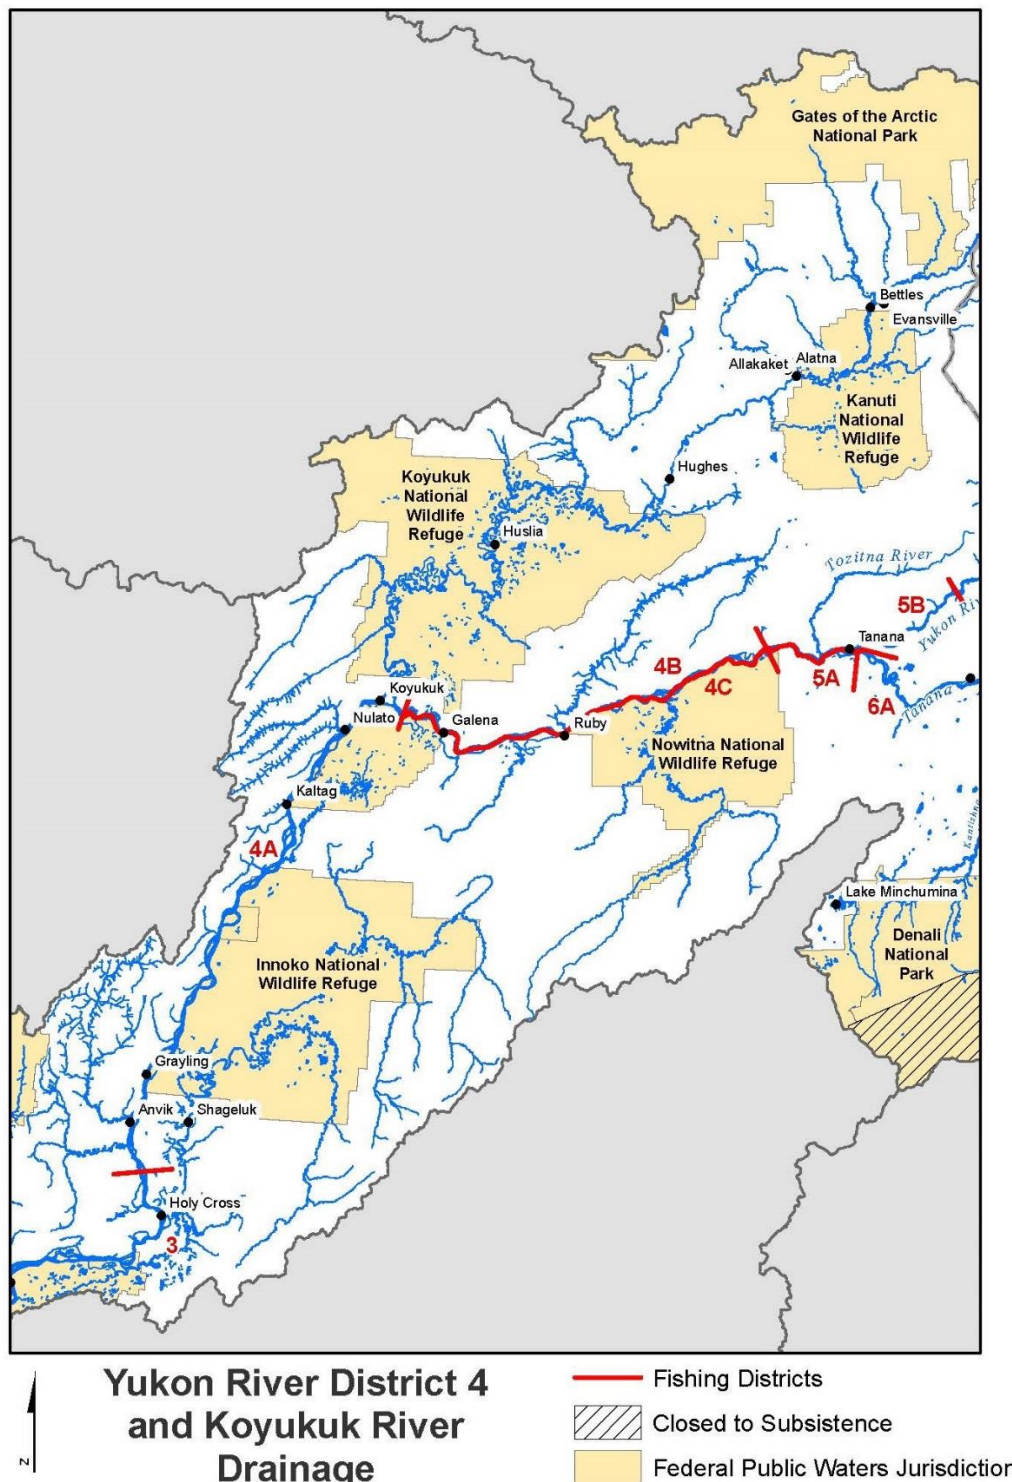 Gates of the Arctic
National Park
Bettles
Evansville
Allakaket
Alatna
Kanuti
National
Wildlife
Refuge
Hughes
Koyukuk
National
Wildlife
Refuge
Huslia
Tozitna River
5B
Yukon Riv
Tanana
4B
4C
5A
6A
Tanana
Koyukuk
Nulato
Galena
Ruby
Nowitna National
Wildlife Refuge
Kaltag
4A
Kantishna
Lake Minchumina
Denali
National
Park
Innoko National
Wildlife Refuge
Grayling
Anvik
Shageluk
Holy Cross
3
Yukon River District 4
and Koyukuk River
Drainage
N
Fishing Districts
Closed to Subsistence
Federal Public Waters Jurisdiction